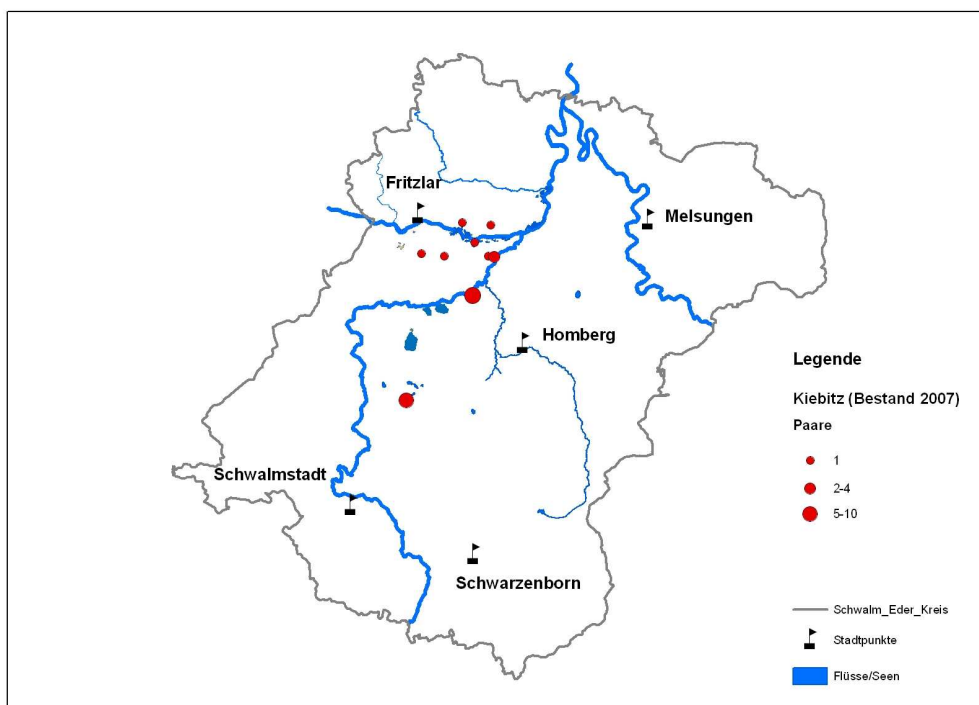 Fritzlar
Melsungen
Homberg
Schwalmstadt
Schwarzenborn
Legende
Kiebitz (Bestand 2007)
Paare
1
2-4
5-10
Schwalm_Eder_Kreis
Stadtpunkte
Flüsse/Seen